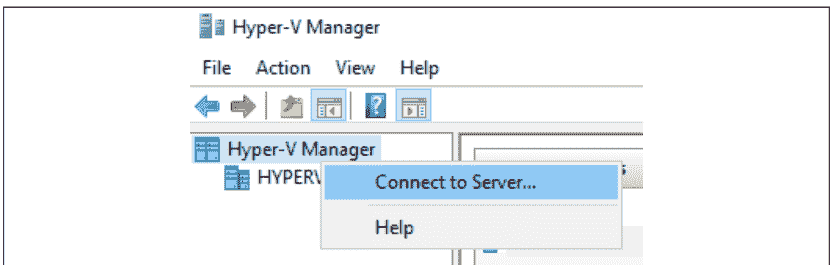 Hyper-V Manager
File Action View Help
Hyper-V Manager
Connect to Server...
Help